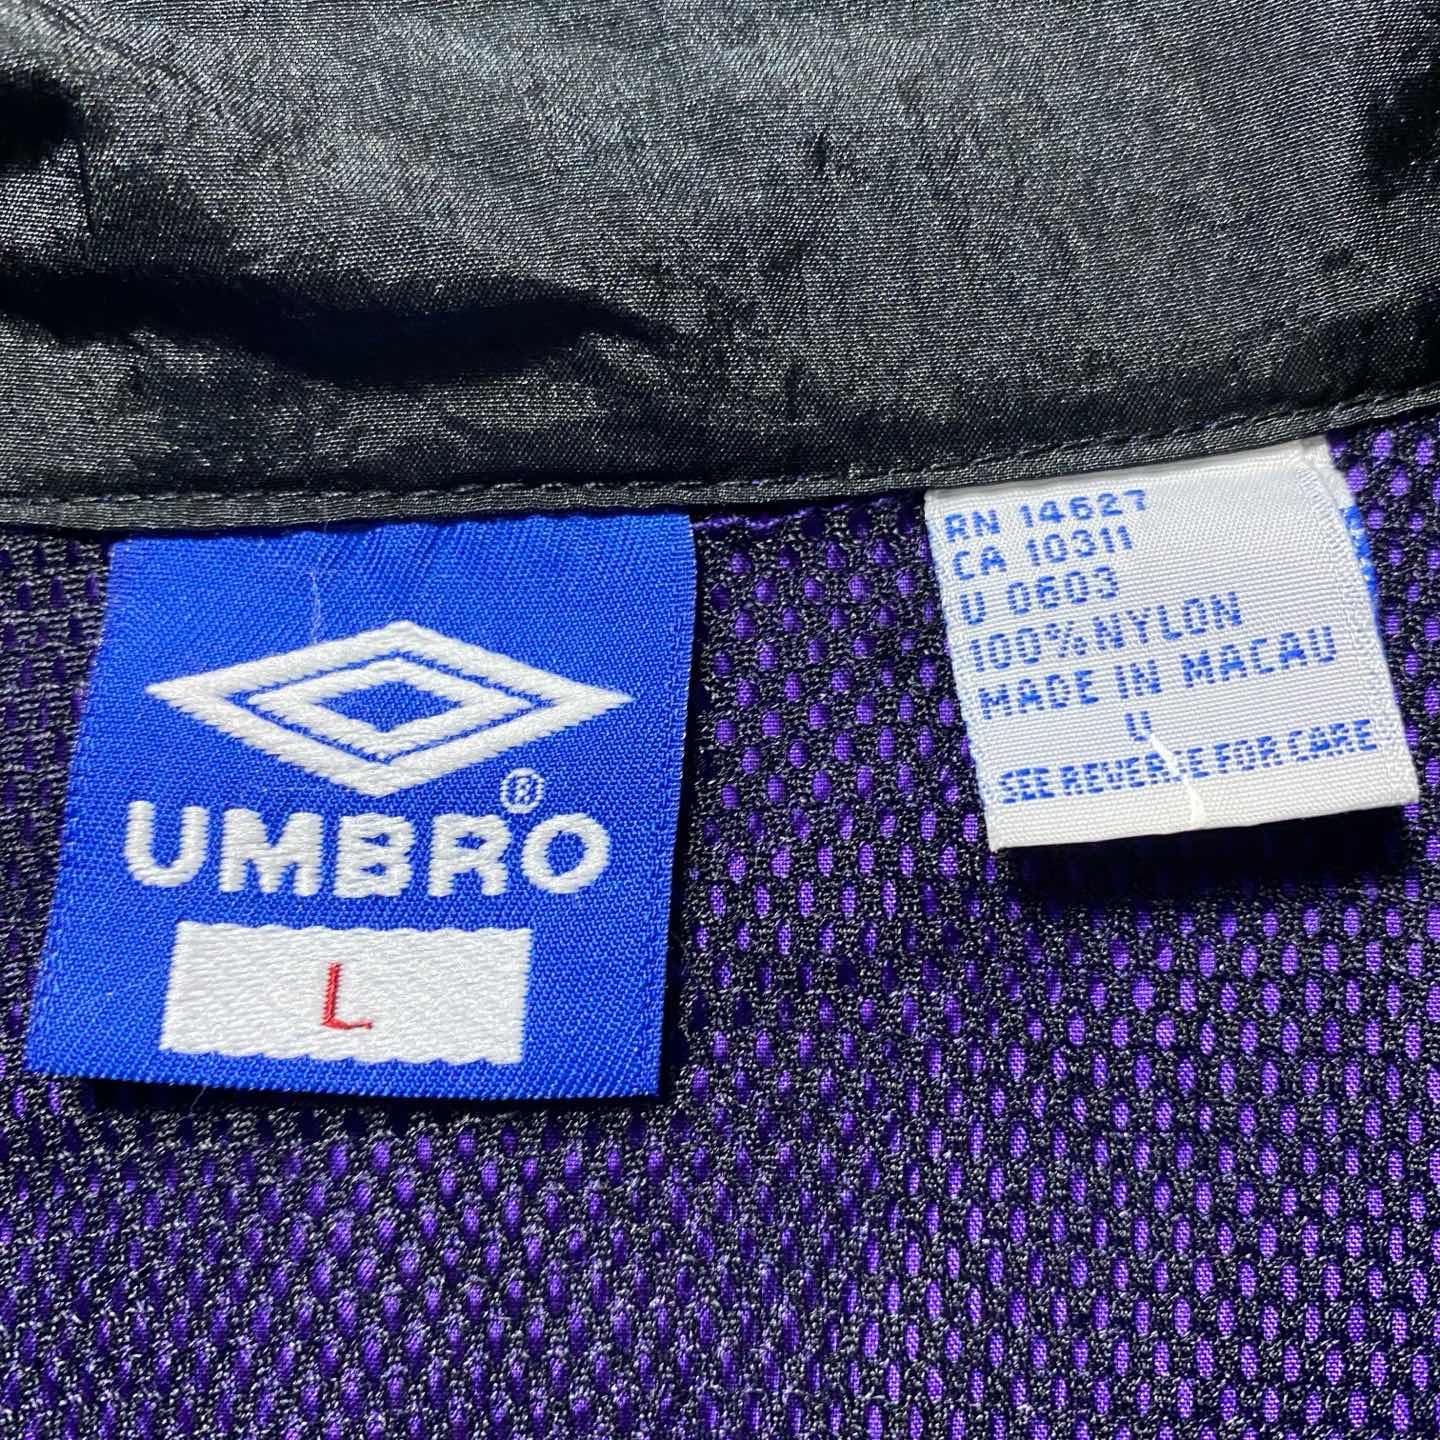 UMBRO®
L
RN 14627
CA 10311
U 0603
100% NYLON
MADE IN MACAU
U
SEE REVERSE FOR CARE